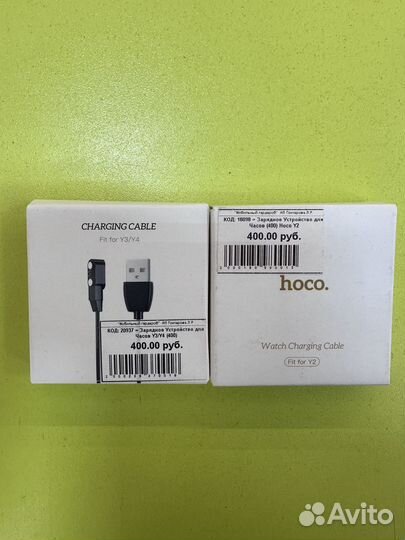 CHARGING CABLE
Fit for Y3/Y4
"Мобильный гардероб" ИП Гончарова Л.Р
КОД: 20937 = Зарядное Устройство для
Часов Y3/Y4 (400)
400.00 руб.
"Мобильный гардероб" ИП Гончарова Л.Р
КОД: 16098 = Зарядное Устройство для
Часов (400) Hoco Y2
400.00 руб.
hoco.
Watch Charging Cable
Fit for Y2
Avito